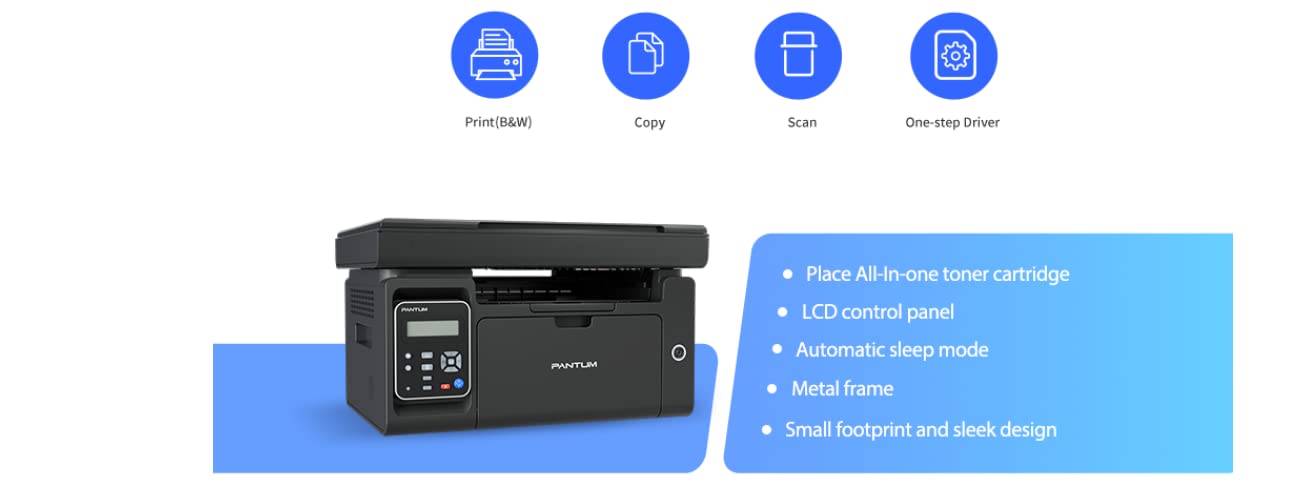 Print(B&W)
Copy
Scan
One-step Driver
PANTUM
PANTUM
Place All-In-one toner cartridge
LCD control panel
Automatic sleep mode
Metal frame
Small footprint and sleek design